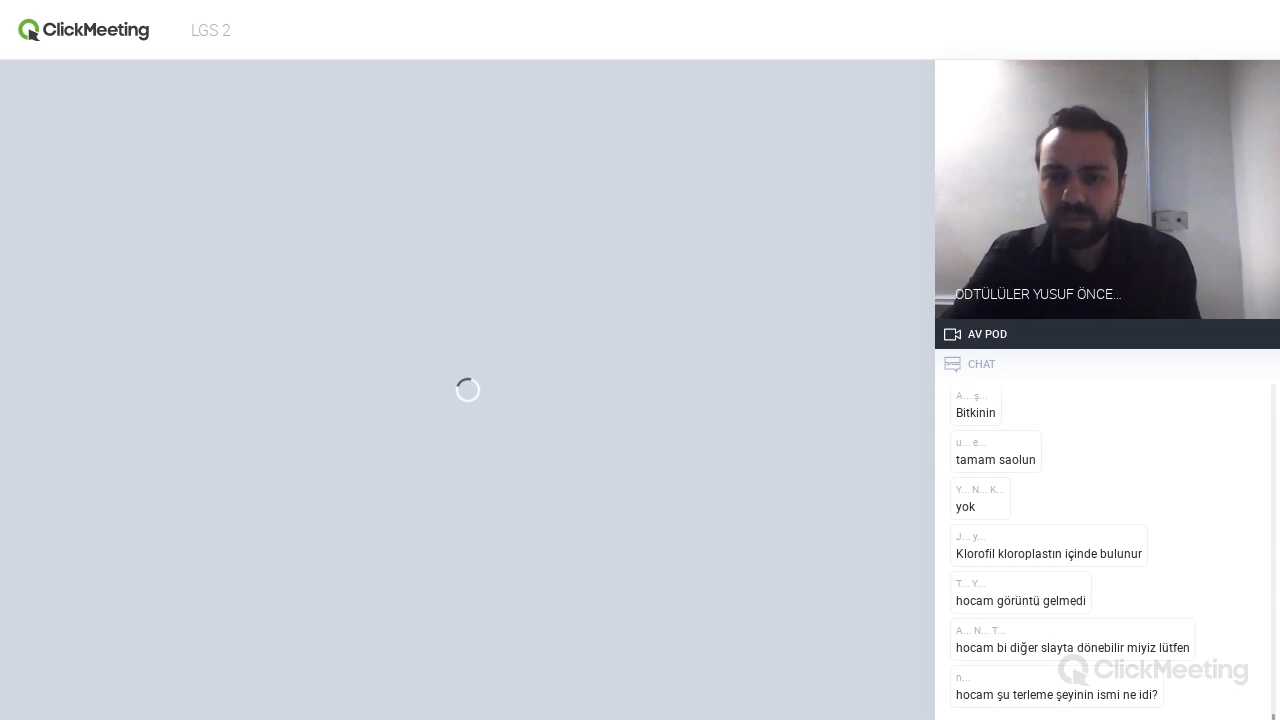 ClickMeeting
LGS 2
ODTÜLÜLER YUSUF ÖNCE...
AV POD
CHAT
A... ş...
Bitkinin
u... e...
tamam saolun
Y... N... K...
yok
J... y...
Klorofil kloroplastın içinde bulunur
T... Y...
hocam görüntü gelmedi
A... N... T...
hocam bi diğer slayta dönebilir miyiz lütfen
ClickMeeting
n...
hocam şu terleme şeyinin ismi ne idi?